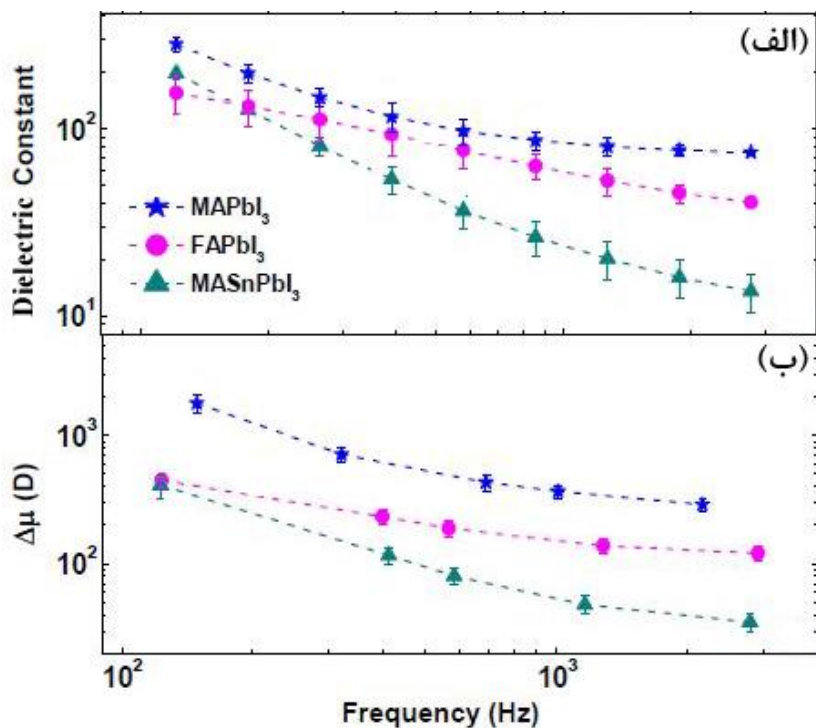 (الف)
10²
10¹
Dielectric Constant
MAPbI₃
FAPbI₃
MASnPbI₃
(ب)
10³
10²
Δμ (D)
10² 10³
Frequency (Hz)